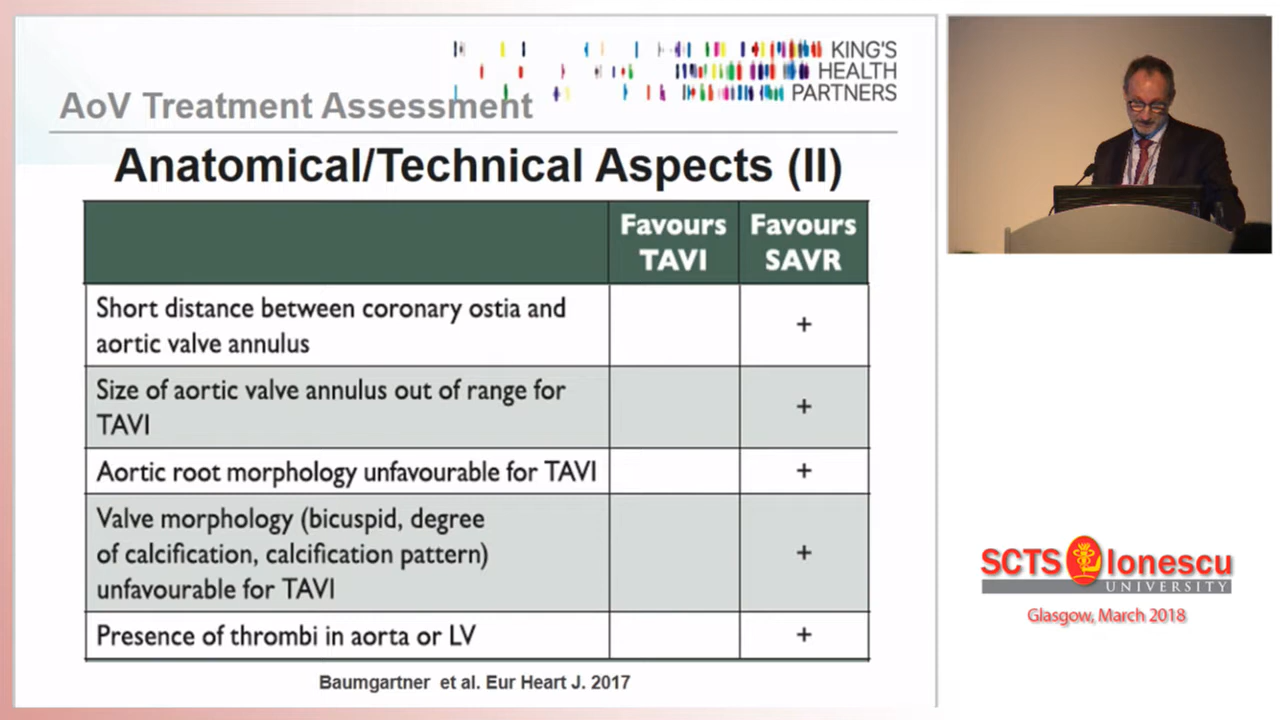 KING'S
HEALTH
PARTNERS
AoV Treatment Assessment
Anatomical/Technical Aspects (II)
Favours TAVI
Favours SAVR
Short distance between coronary ostia and
aortic valve annulus
+
Size of aortic valve annulus out of range for
TAVI
+
Aortic root morphology unfavourable for TAVI
+
Valve morphology (bicuspid, degree
of calcification, calcification pattern)
unfavourable for TAVI
+
Presence of thrombi in aorta or LV
+
Baumgartner et al. Eur Heart J. 2017
SCTS Ionescu
UNIVERSITY
Glasgow, March 2018